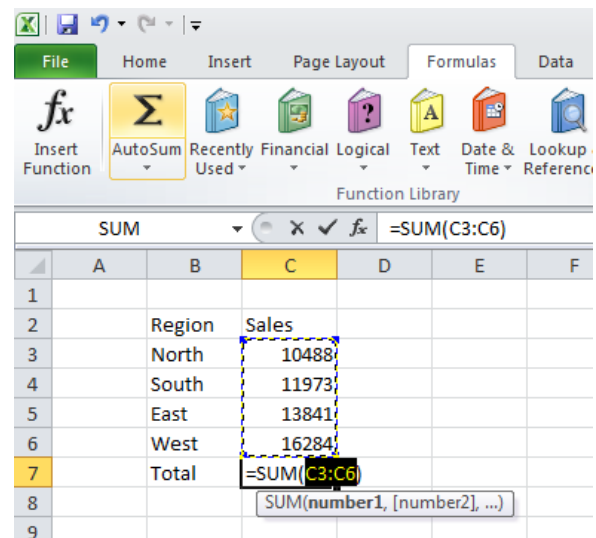 File Home Insert Page Layout Formulas Data
fx Σ ? A
Insert AutoSum Recently Financial Logical Text Date & Lookup
Function Used Time Reference
Function Library
SUM fx =SUM(C3:C6)
A B C D E F
1
2 Region Sales
3 North 10488
4 South 11973
5 East 13841
6 West 16284
7 Total =SUM(C3:C6)
8 SUM(number1, [number2], ...)
9